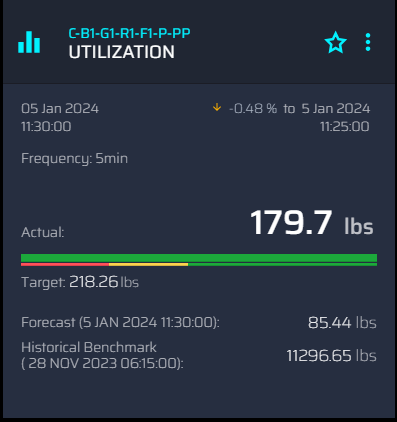 C-B1-G1-R1-F1-P-PP
UTILIZATION
05 Jan 2024
11:30:00
-0.48 % to 5 Jan 2024
11:25:00
Frequency: 5min
Actual: 179.7 lbs
Target: 218.26 lbs
Forecast (5 JAN 2024 11:30:00): 85.44 lbs
Historical Benchmark
( 28 NOV 2023 06:15:00): 11296.65 lbs